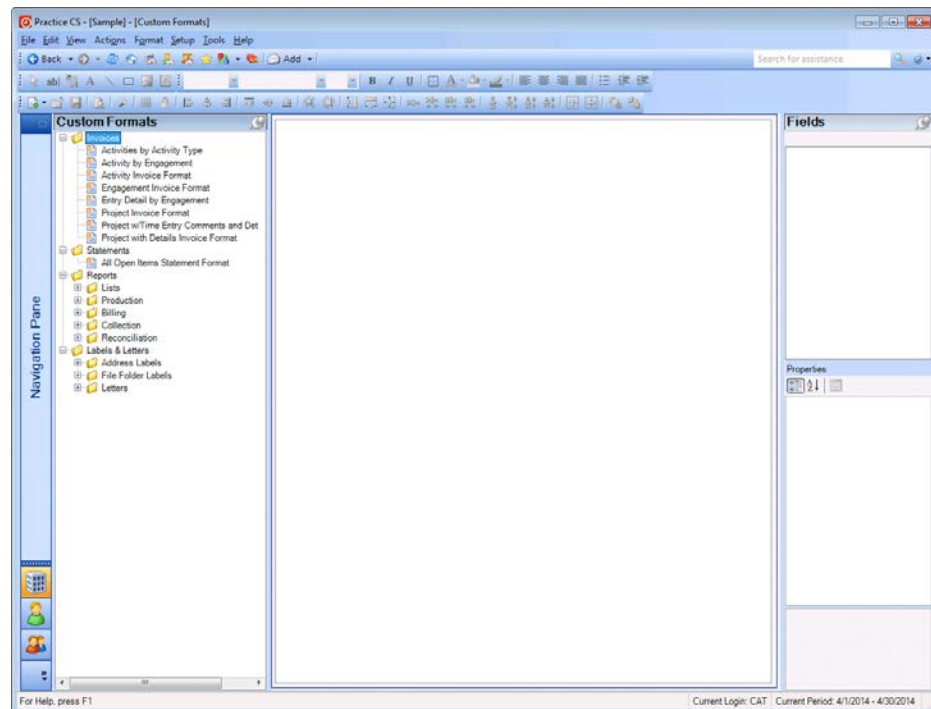 Practice CS - [Sample] - [Custom Formats]
File Edit View Actions Format Setup Tools Help
Back Add Search for assistance
Custom Formats
Invoices
Activities by Activity Type
Activity by Engagement
Activity Invoice Format
Engagement Invoice Format
Entry Detail by Engagement
Project Invoice Format
Project w/Time Entry Comments and Det
Project with Details Invoice Format
Statements
All Open Items Statement Format
Reports
Lists
Production
Billing
Collection
Reconciliation
Labels & Letters
Address Labels
File Folder Labels
Letters
Navigation Pane
Fields
Properties
For Help, press F1
Current Login: CAT Current Period: 4/1/2014 - 4/30/2014